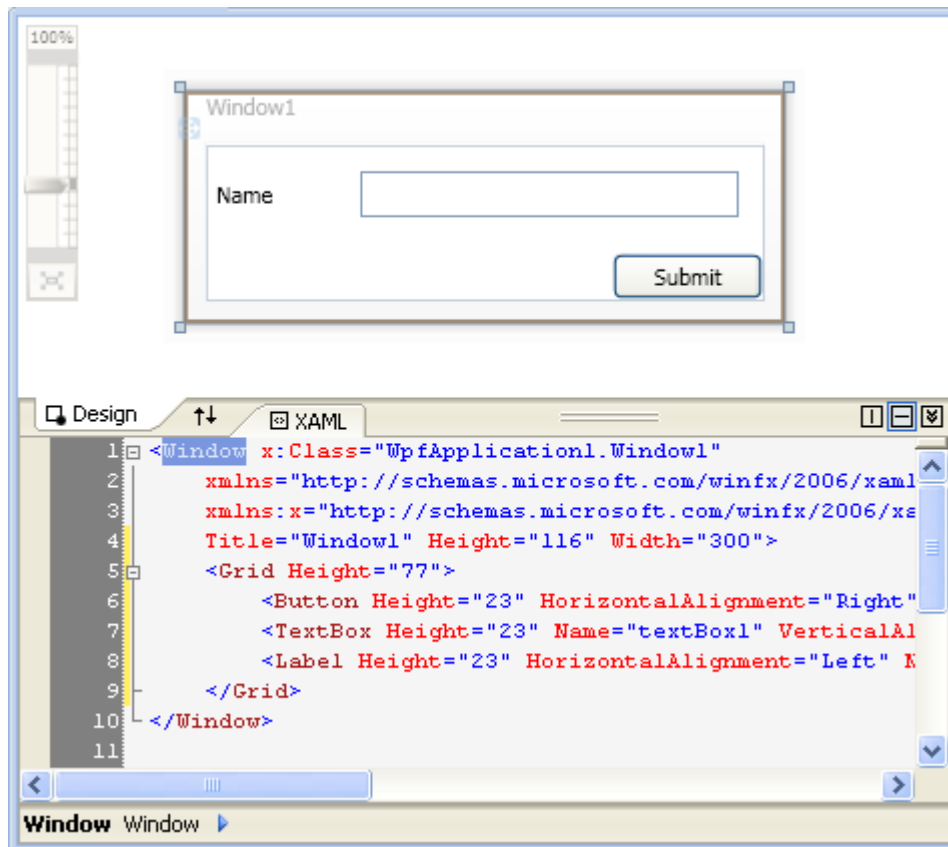 100%
Window1
Name
Submit
Design
XAML
1 <Window x:Class="WpfApplication1.Window1"
2 xmlns="http://schemas.microsoft.com/winfx/2006/xaml
3 xmlns:x="http://schemas.microsoft.com/winfx/2006/xa
4 Title="Window1" Height="116" Width="300">
5 <Grid Height="77">
6 <Button Height="23" HorizontalAlignment="Right"
7 <TextBox Height="23" Name="textBox1" VerticalAl
8 <Label Height="23" HorizontalAlignment="Left" N
9 </Grid>
10 </Window>
11
Window Window